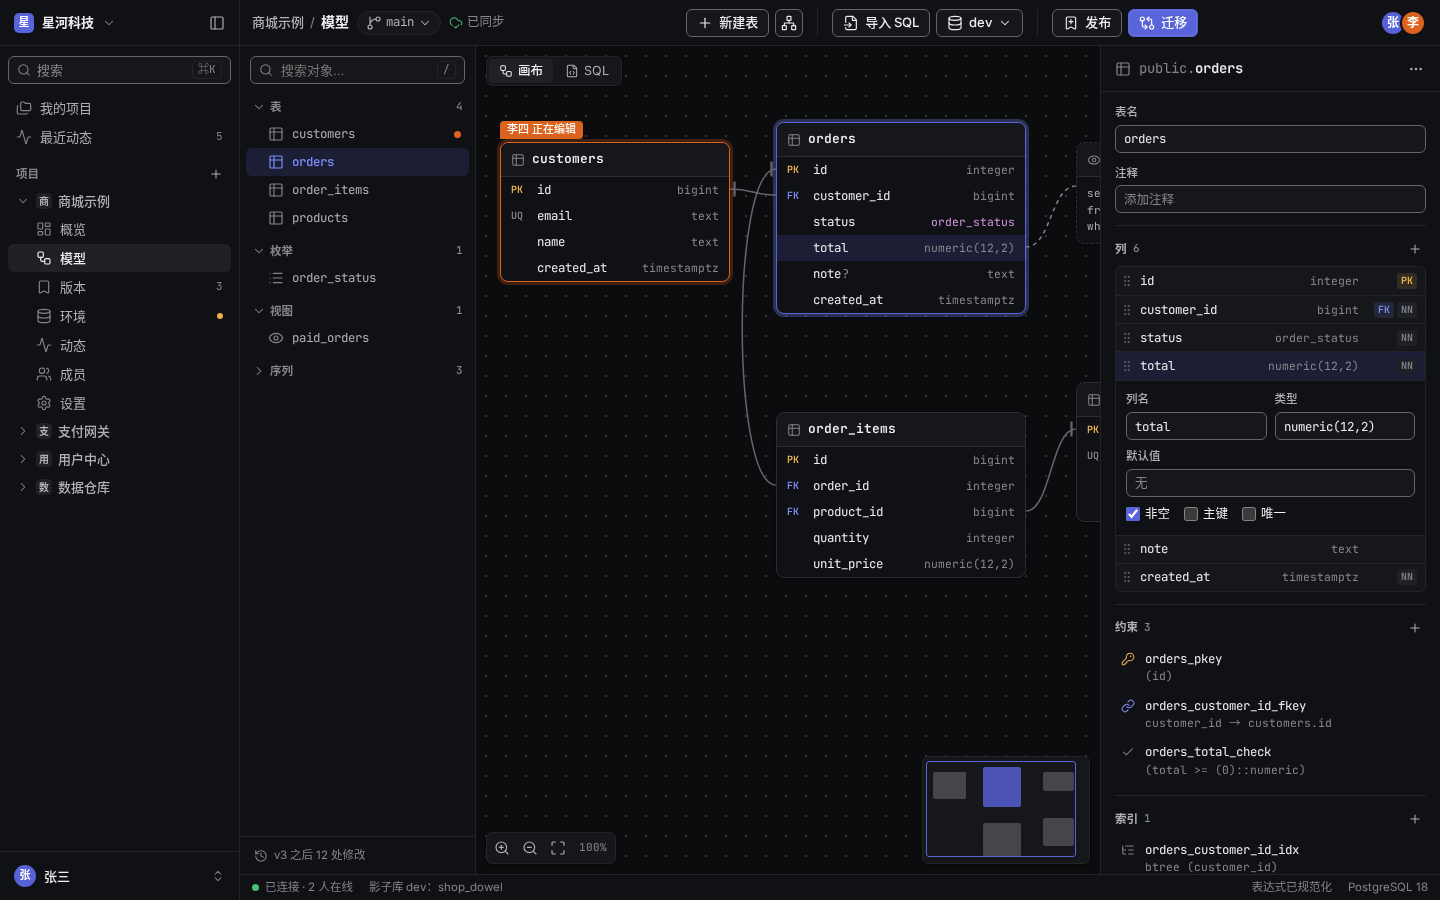 星 星河科技
商城示例 / 模型 main 已同步
新建表 导入 SQL dev 发布 迁移
张 李
搜索 ⌘K
我的项目
最近动态 5
项目
商 商城示例
概览
模型
版本 3
环境
动态
成员
设置
支 支付网关
用 用户中心
数 数据仓库
张 张三
搜索对象... /
表 4
customers
orders
order_items
products
枚举 1
order_status
视图 1
paid_orders
序列 3
v3 之后 12 处修改
画布 SQL
李四 正在编辑
customers
PK id bigint
UQ email text
name text
created_at timestamptz
orders
PK id integer
FK customer_id bigint
status order_status
total numeric(12,2)
note? text
created_at timestamptz
se
fr
wh
order_items
PK id bigint
FK order_id integer
FK product_id bigint
quantity integer
unit_price numeric(12,2)
PK
UQ
100%
public.orders
表名
orders
注释
添加注释
列 6
id integer PK
customer_id bigint FK NN
status order_status NN
total numeric(12,2) NN
列名 类型
total numeric(12,2)
默认值
无
非空 主键 唯一
note text
created_at timestamptz NN
约束 3
orders_pkey
(id)
orders_customer_id_fkey
customer_id → customers.id
orders_total_check
(total >= (0)::numeric)
索引 1
orders_customer_id_idx
btree (customer_id)
已连接 · 2 人在线 影子库 dev：shop_dowel
表达式已规范化 PostgreSQL 18